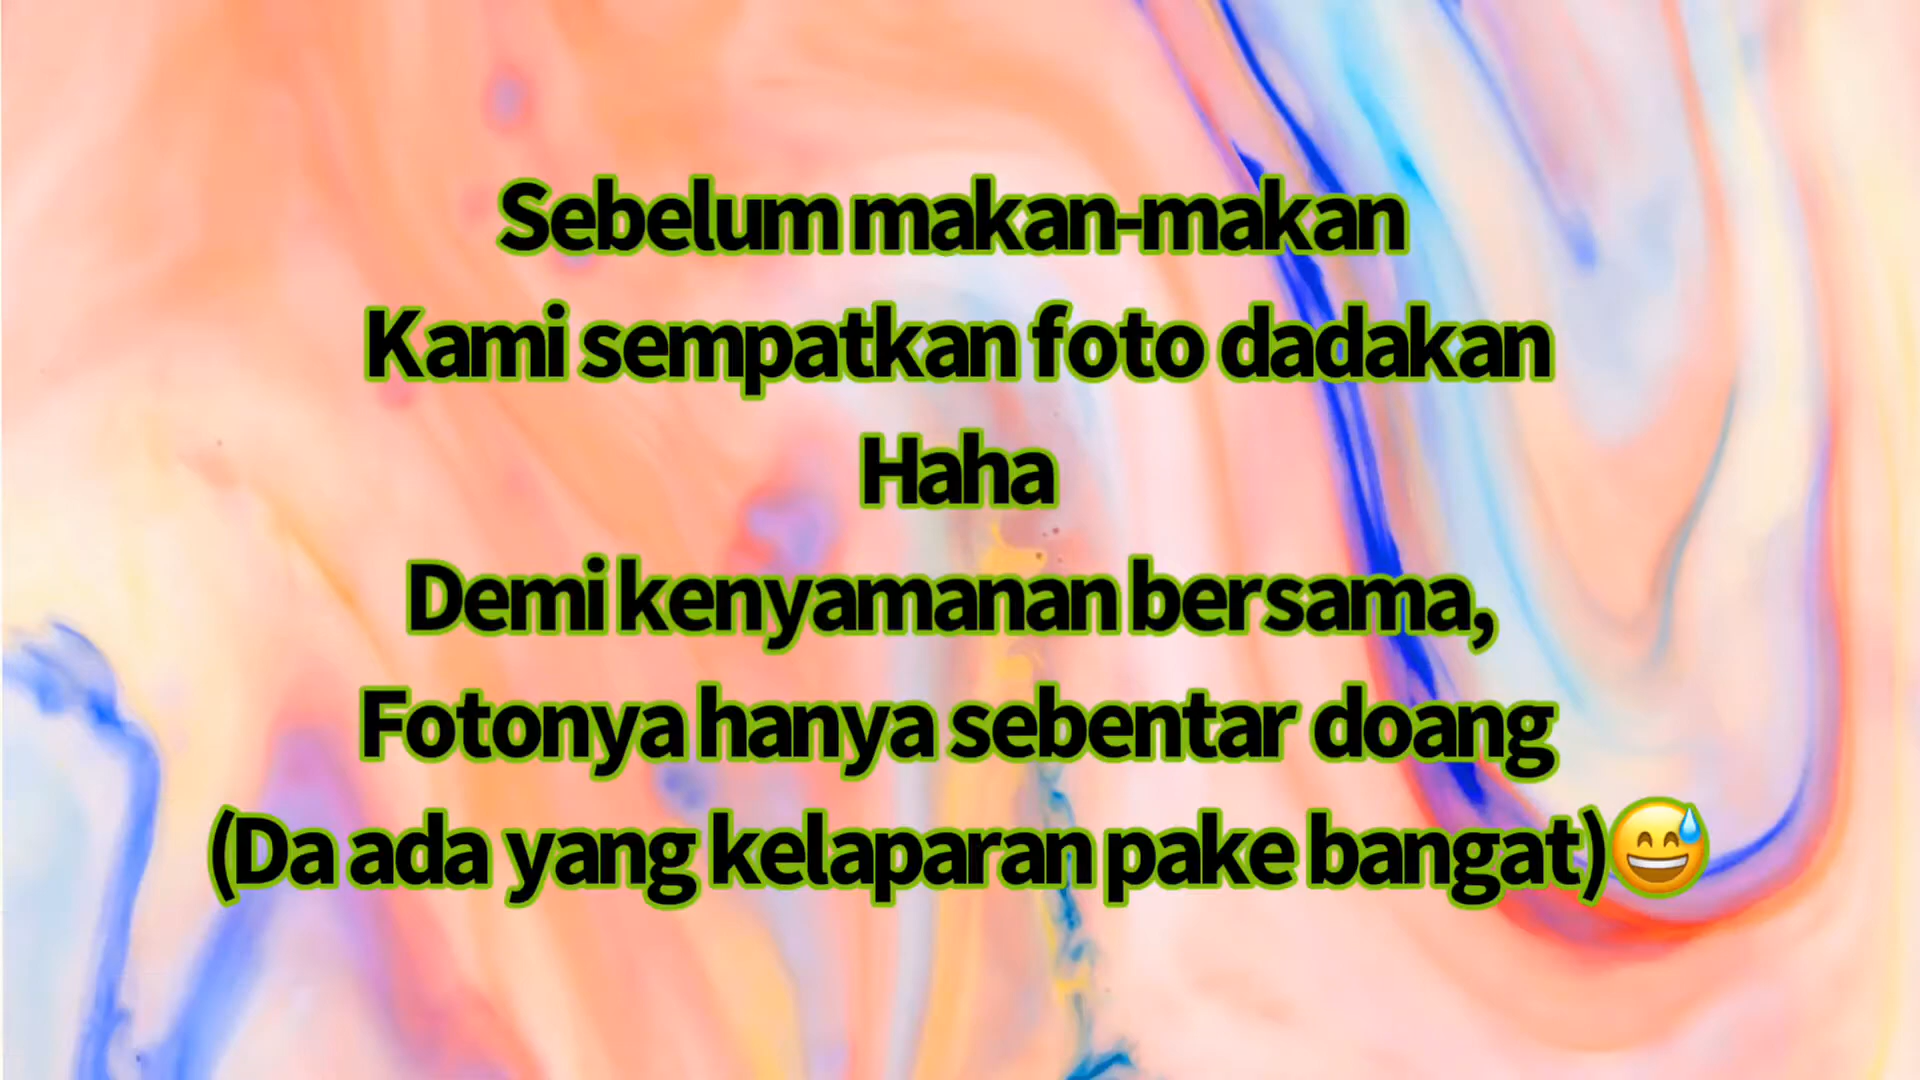 Sebelum makan-makan
Kami sempatkan foto dadakan
Haha
Demi kenyamanan bersama,
Fotonya hanya sebentar doang
(Da ada yang kelaparan pake bangat)😅